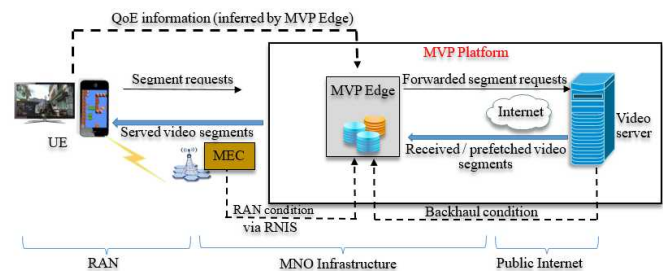 QoE information (inferred by MVP Edge)
MVP Platform
Segment requests
MVP Edge
Forwarded segment requests
Internet
Video
server
UE
Served video segments
Received / prefetched video
segments
MEC
RAN condition
via RNIS
Backhaul condition
RAN
MNO Infrastructure
Public Internet